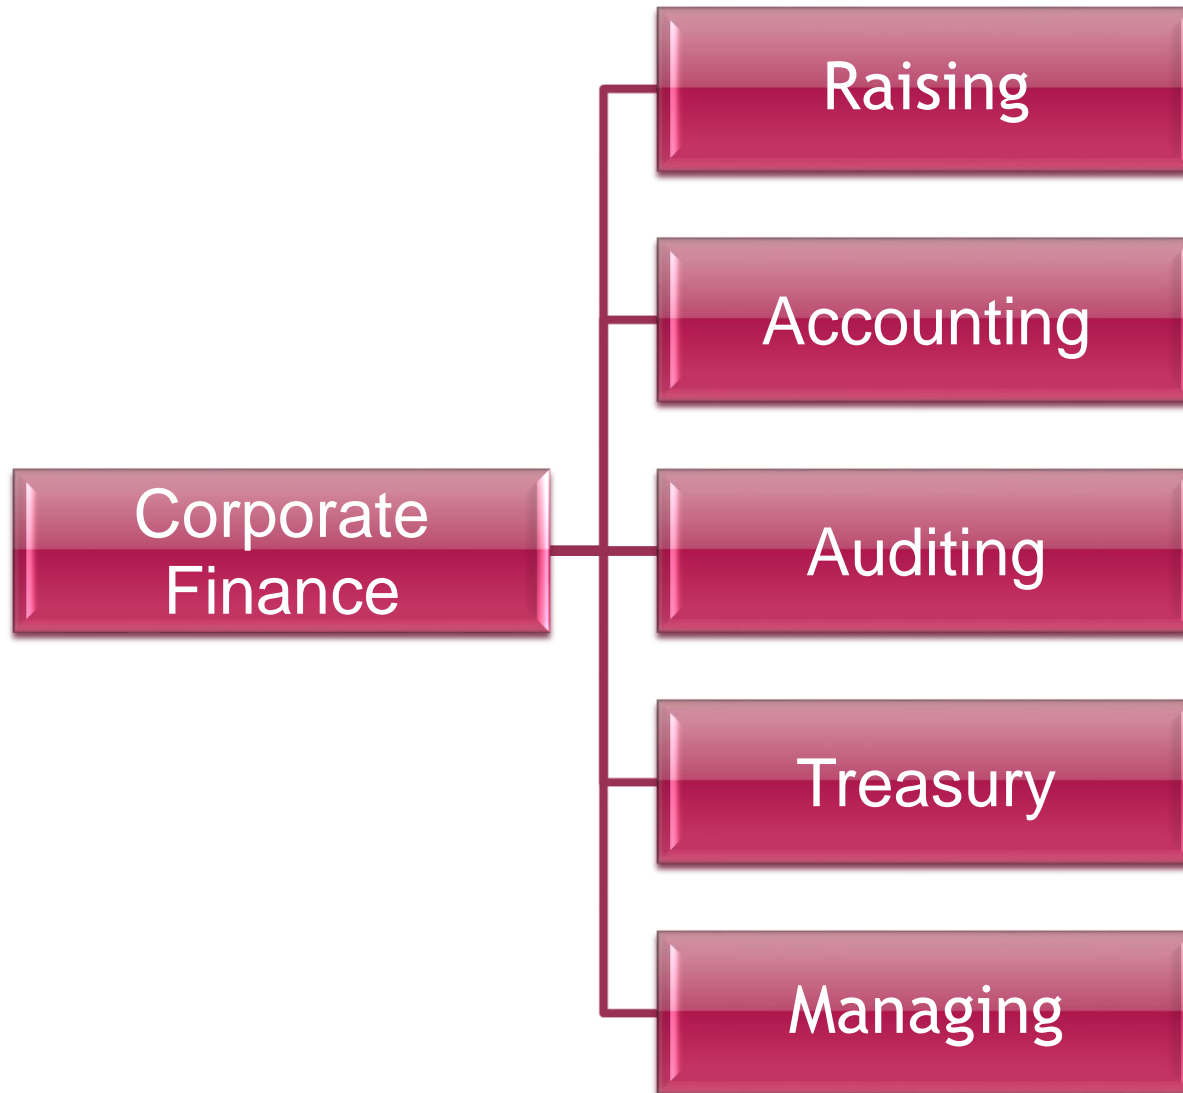 Raising
Accounting
Corporate
Finance
Auditing
Treasury
Managing